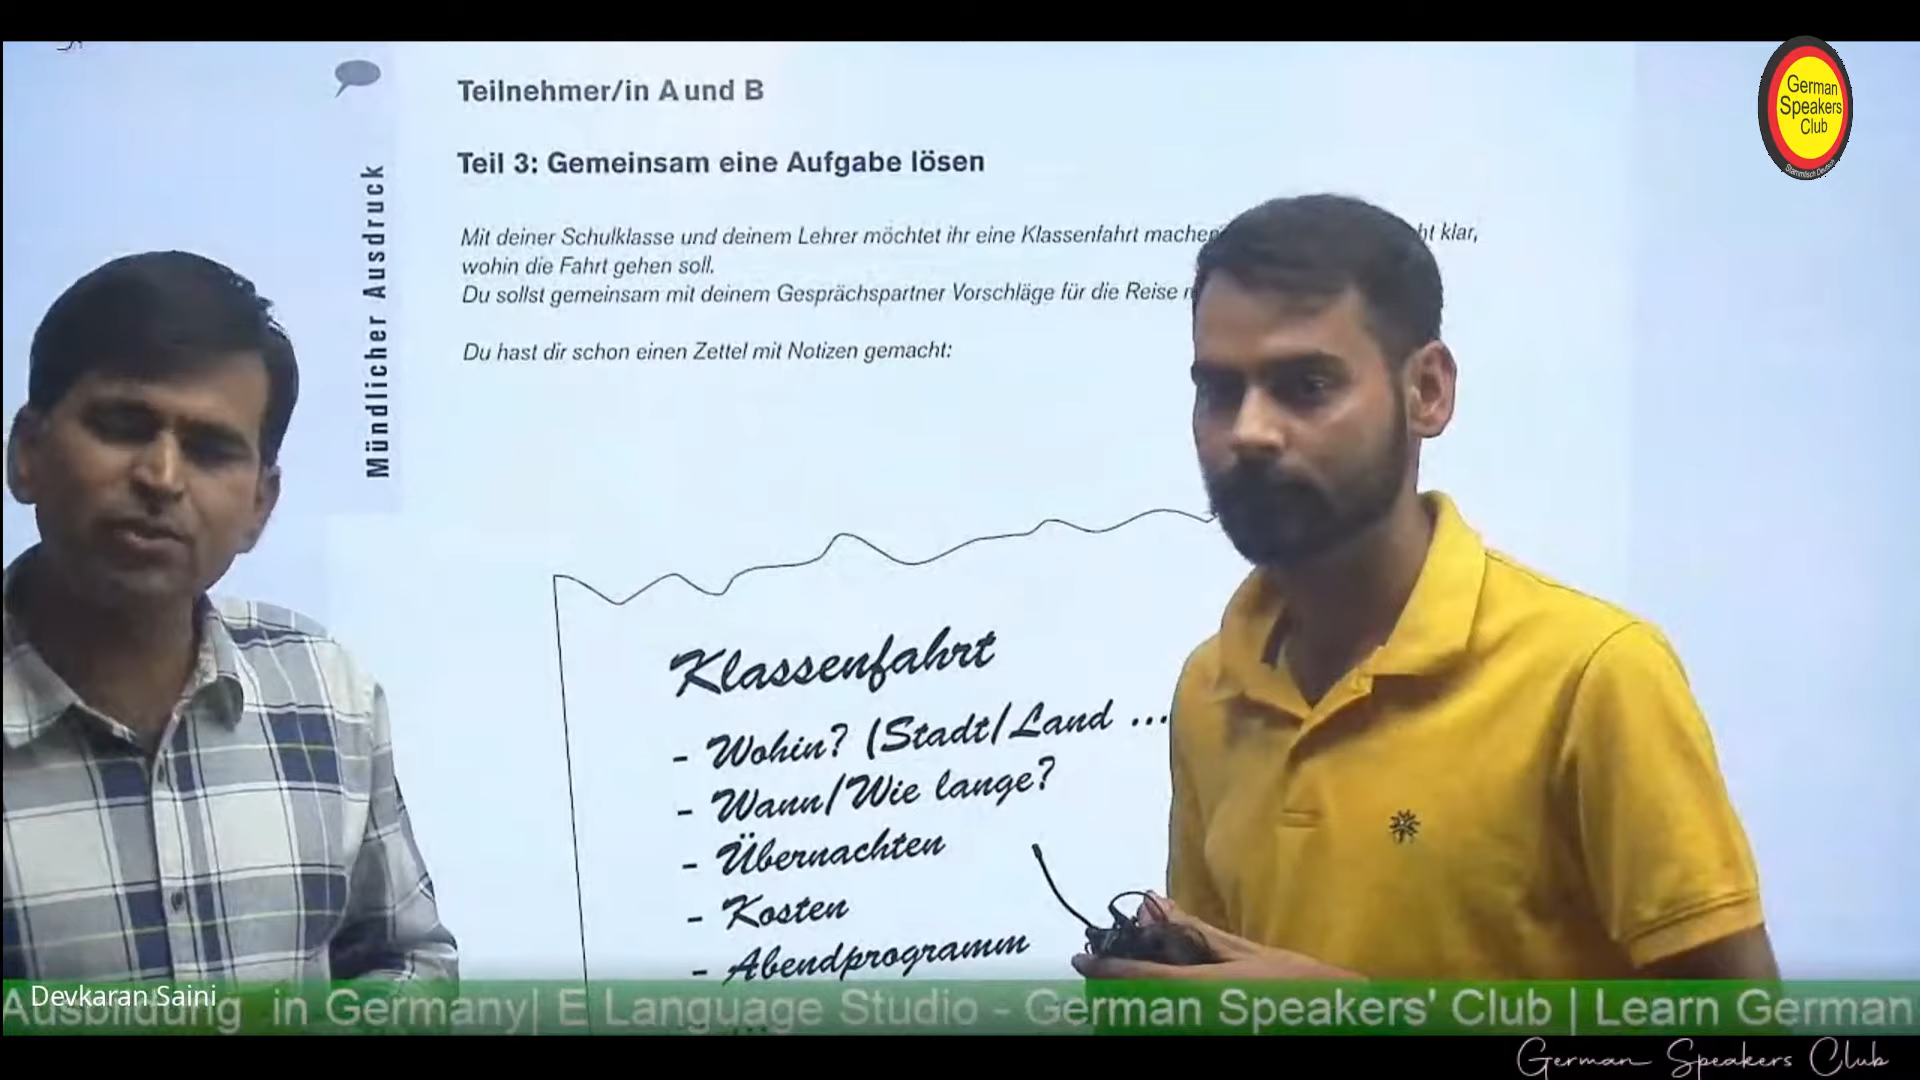 Teilnehmer/in A und B
Teil 3: Gemeinsam eine Aufgabe lösen
Mündlicher Ausdruck
Mit deiner Schulklasse und deinem Lehrer möchtet ihr eine Klassenfahrt machen klar,
wohin die Fahrt gehen soll.
Du sollst gemeinsam mit deinem Gesprächspartner Vorschläge für die Reise
Du hast dir schon einen Zettel mit Notizen gemacht:
Klassenfahrt
- Wohin? (Stadt/Land ...
- Wann/Wie lange?
- Übernachten
- Kosten
- Abendprogramm
German
Speakers
Club
Stammtisch Deutsch
Devkaran Saini
Ausbildung in Germany| E Language Studio - German Speakers' Club | Learn German
German Speakers Club